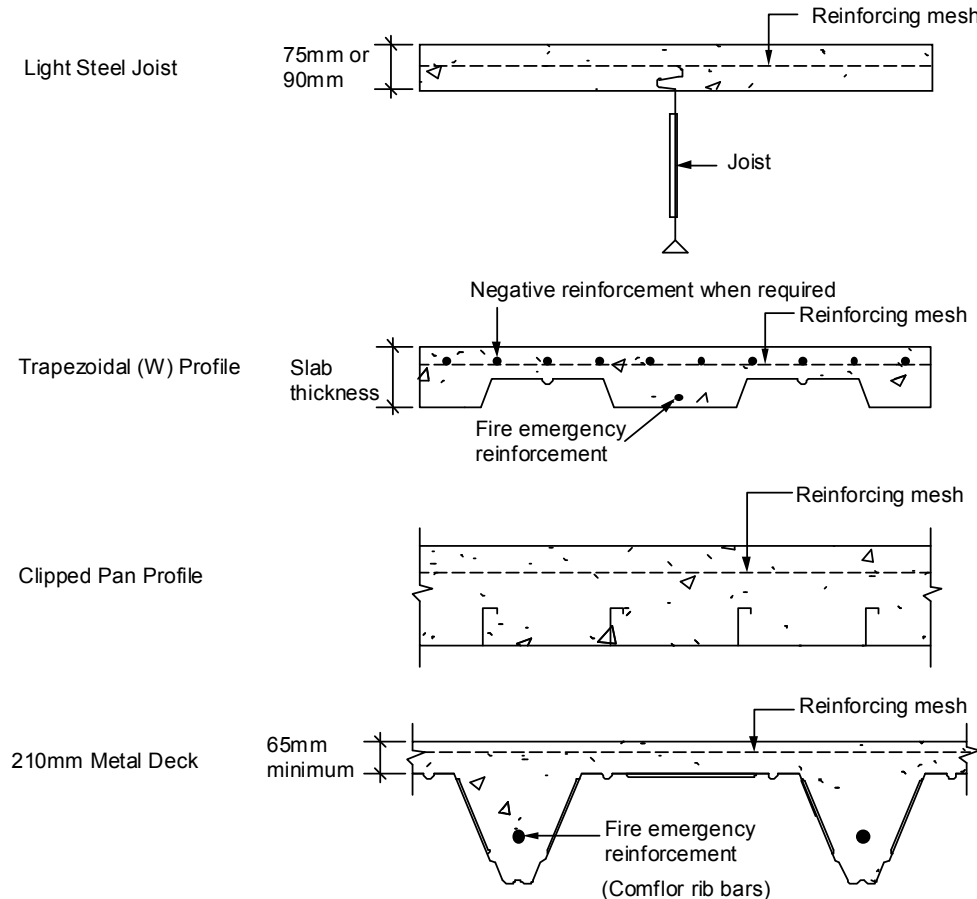 Reinforcing mesh
Light Steel Joist
75mm or
90mm
Joist
Negative reinforcement when required
Reinforcing mesh
Trapezoidal (W) Profile
Slab
thickness
Fire emergency
reinforcement
Reinforcing mesh
Clipped Pan Profile
Reinforcing mesh
210mm Metal Deck
65mm
minimum
Fire emergency
reinforcement
(Comflor rib bars)